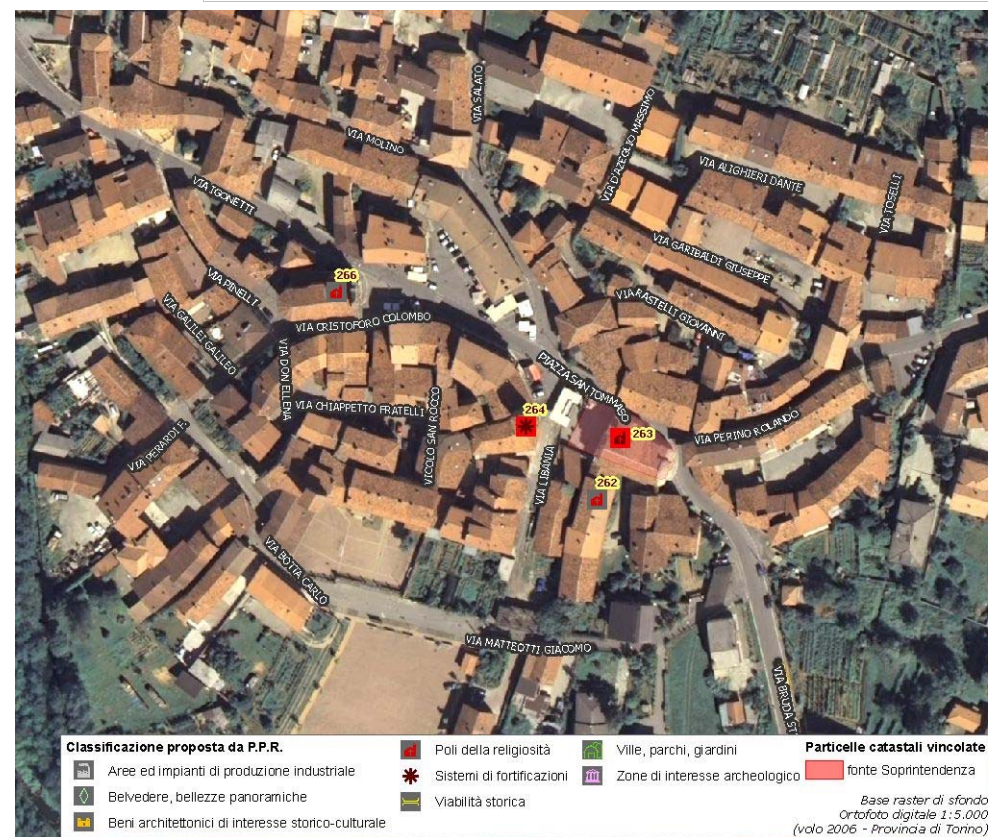 VIA SALATO
VIA MOLINO
VIA D'AZEGLIO MASSIMO
VIA ALIGHIERI DANTE
VIA TOSELLI
VIA TGONETTI
VIA GARIBALDI GIUSEPPE
266
VIA PINELLI
VIA RASTELLI GIOVANNI
VIA GALILEI GALILEO
VIA CRISTOFORO COLOMBO
VIA DON ELLENA
PIAZZA SAN TOMMASO
VIA CHIAPPETTO FRATELLI
VICOLO SAN ROCCO
264
263
VIA PERINO ROLANDO
VIA PERARDI F.
VIA LIBANIA
262
VIA BOTTA CARLO
VIA MATTEOTTI GIACOMO
VIA BRUDA ST
Classificazione proposta da P.P.R.
Aree ed impianti di produzione industriale
Belvedere, bellezze panoramiche
Beni architettonici di interesse storico-culturale
Poli della religiosità
Sistemi di fortificazioni
Viabilità storica
Ville, parchi, giardini
Zone di interesse archeologico
Particelle catastali vincolate
fonte Soprintendenza
Base raster di sfondo
Ortofoto digitale 1:5.000
(volo 2006 - Provincia di Torino)